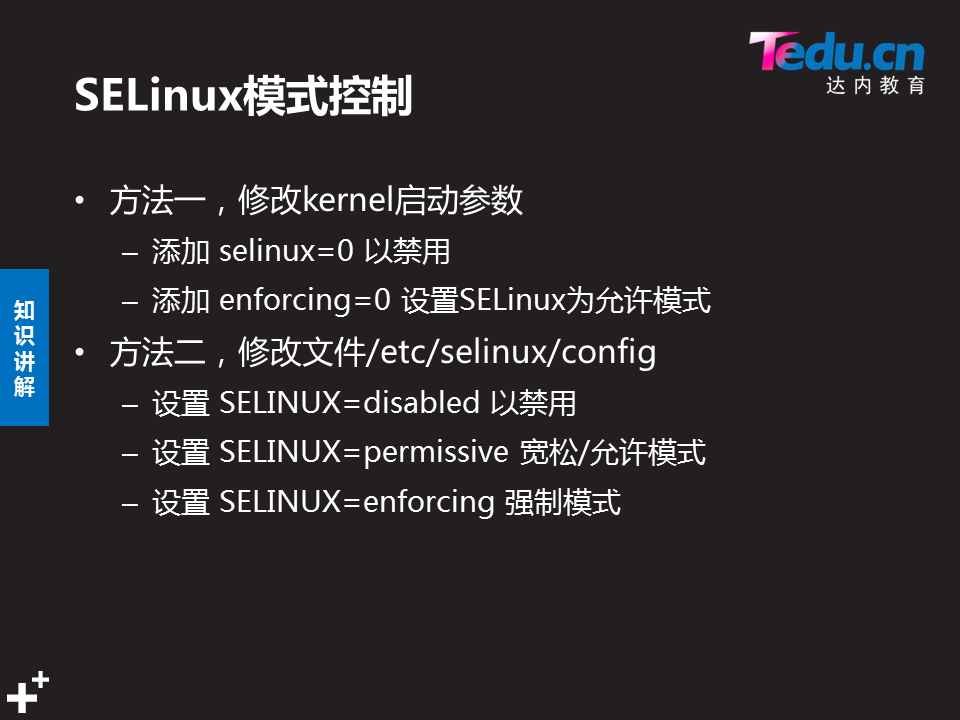 Tedu.cn
达内教育
SELinux模式控制
• 方法一，修改kernel启动参数
– 添加 selinux=0 以禁用
– 添加 enforcing=0 设置SELinux为允许模式
• 方法二，修改文件/etc/selinux/config
– 设置 SELINUX=disabled 以禁用
– 设置 SELINUX=permissive 宽松/允许模式
– 设置 SELINUX=enforcing 强制模式
知
识
讲
解